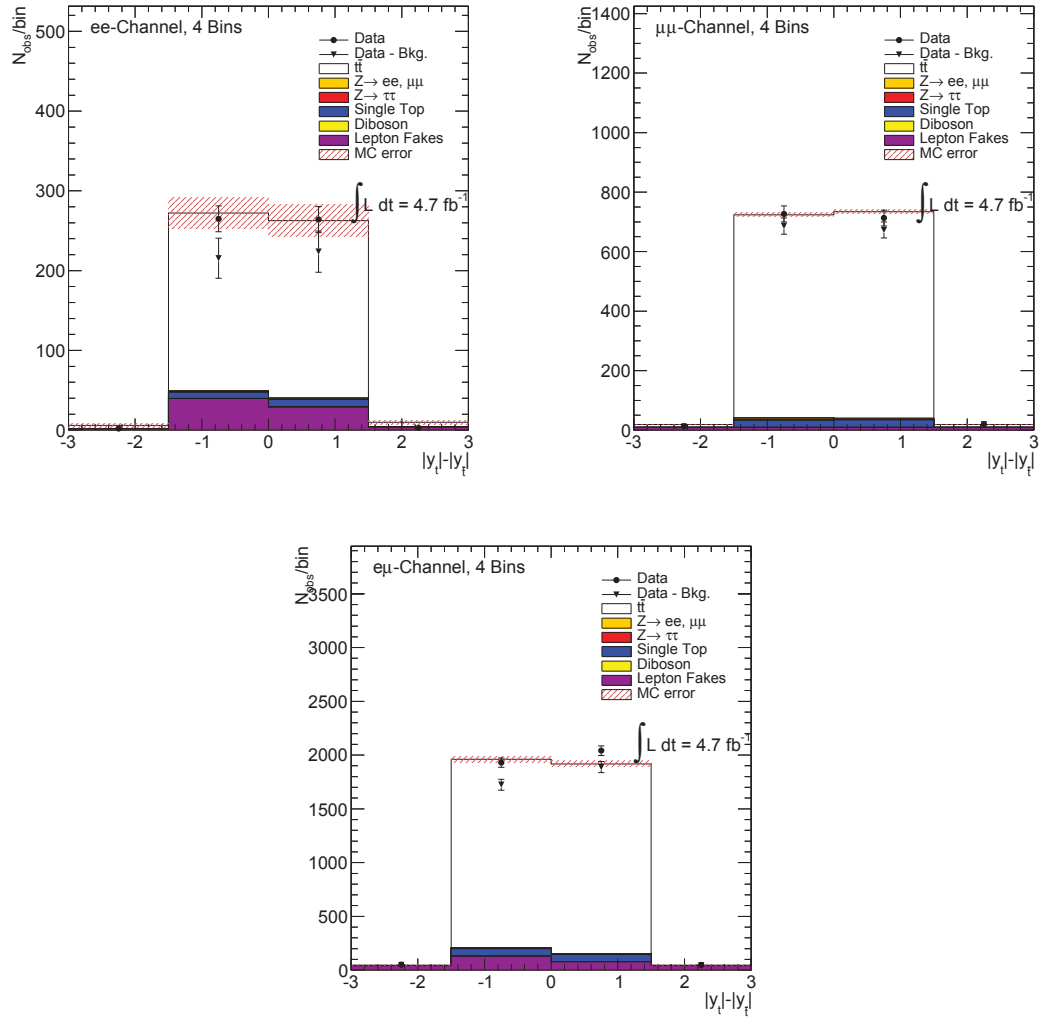 ee-Channel, 4 Bins
N_obs/bin
Data
Data - Bkg.
tt̄
Z→ ee, μμ
Z→ ττ
Single Top
Diboson
Lepton Fakes
MC error
∫ L dt = 4.7 fb⁻¹
500
400
300
200
100
0
-3 -2 -1 0 1 2 3
|y_t|-|y_t̄|
μμ-Channel, 4 Bins
N_obs/bin
Data
Data - Bkg.
tt̄
Z→ ee, μμ
Z→ ττ
Single Top
Diboson
Lepton Fakes
MC error
∫ L dt = 4.7 fb⁻¹
1400
1200
1000
800
600
400
200
0
-3 -2 -1 0 1 2 3
|y_t|-|y_t̄|
eμ-Channel, 4 Bins
N_obs/bin
Data
Data - Bkg.
tt̄
Z→ ee, μμ
Z→ ττ
Single Top
Diboson
Lepton Fakes
MC error
∫ L dt = 4.7 fb⁻¹
3500
3000
2500
2000
1500
1000
500
0
-3 -2 -1 0 1 2 3
|y_t|-|y_t̄|